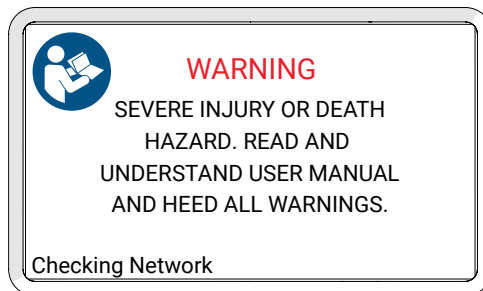 WARNING
SEVERE INJURY OR DEATH
HAZARD. READ AND
UNDERSTAND USER MANUAL
AND HEED ALL WARNINGS.
Checking Network